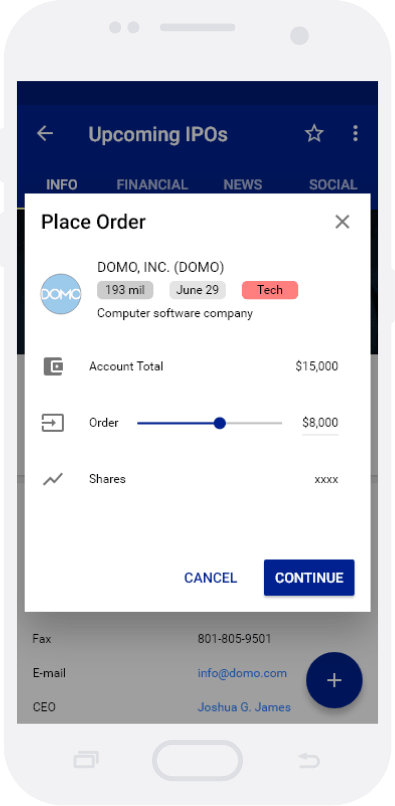 Upcoming IPOs
INFO FINANCIAL NEWS SOCIAL
Place Order
DOMO
DOMO, INC. (DOMO)
193 mil June 29 Tech
Computer software company
Account Total $15,000
Order $8,000
Shares xxxx
CANCEL CONTINUE
Fax 801-805-9501
E-mail info@domo.com
CEO Joshua G. James